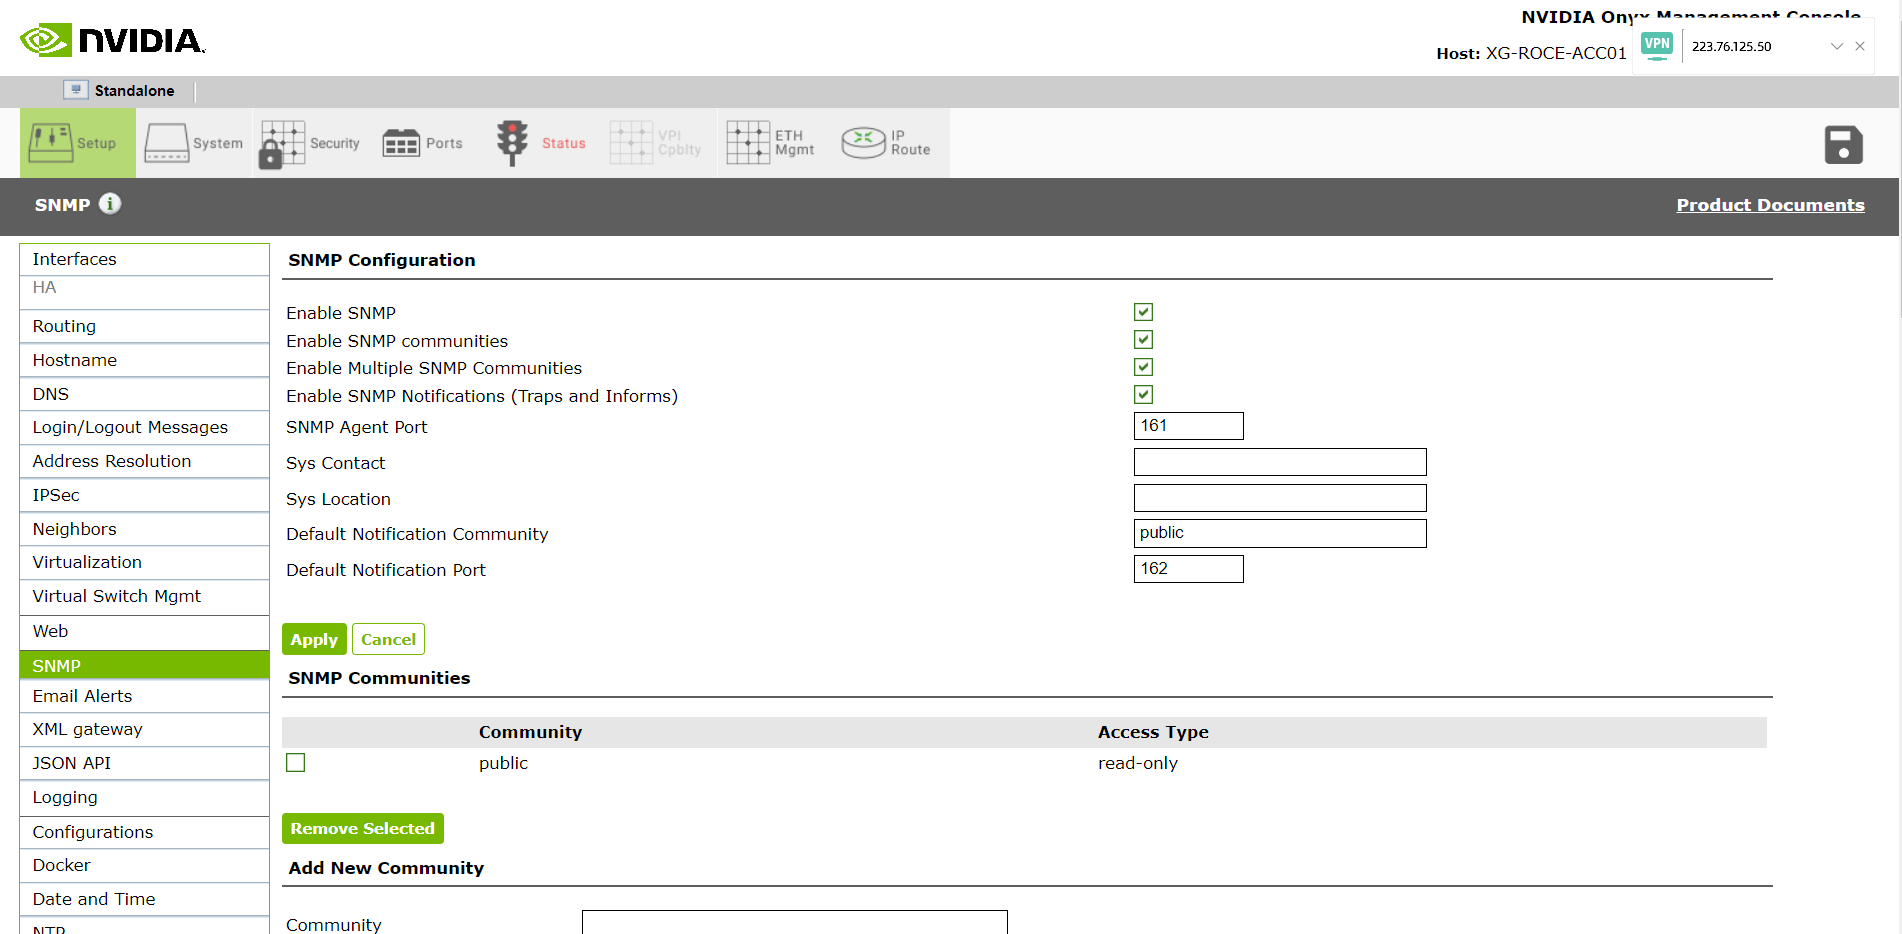 NVIDIA.
NVIDIA Onyx Management Console
Host: XG-ROCE-ACC01
VPN
223.76.125.50
Standalone
Setup
System
Security
Ports
Status
VPI
Cpblty
ETH
Mgmt
IP
Route
SNMP
Product Documents
Interfaces
HA
Routing
Hostname
DNS
Login/Logout Messages
Address Resolution
IPSec
Neighbors
Virtualization
Virtual Switch Mgmt
Web
SNMP
Email Alerts
XML gateway
JSON API
Logging
Configurations
Docker
Date and Time
NTP
SNMP Configuration
Enable SNMP
Enable SNMP communities
Enable Multiple SNMP Communities
Enable SNMP Notifications (Traps and Informs)
SNMP Agent Port 161
Sys Contact
Sys Location
Default Notification Community public
Default Notification Port 162
Apply Cancel
SNMP Communities
Community Access Type
public read-only
Remove Selected
Add New Community
Community